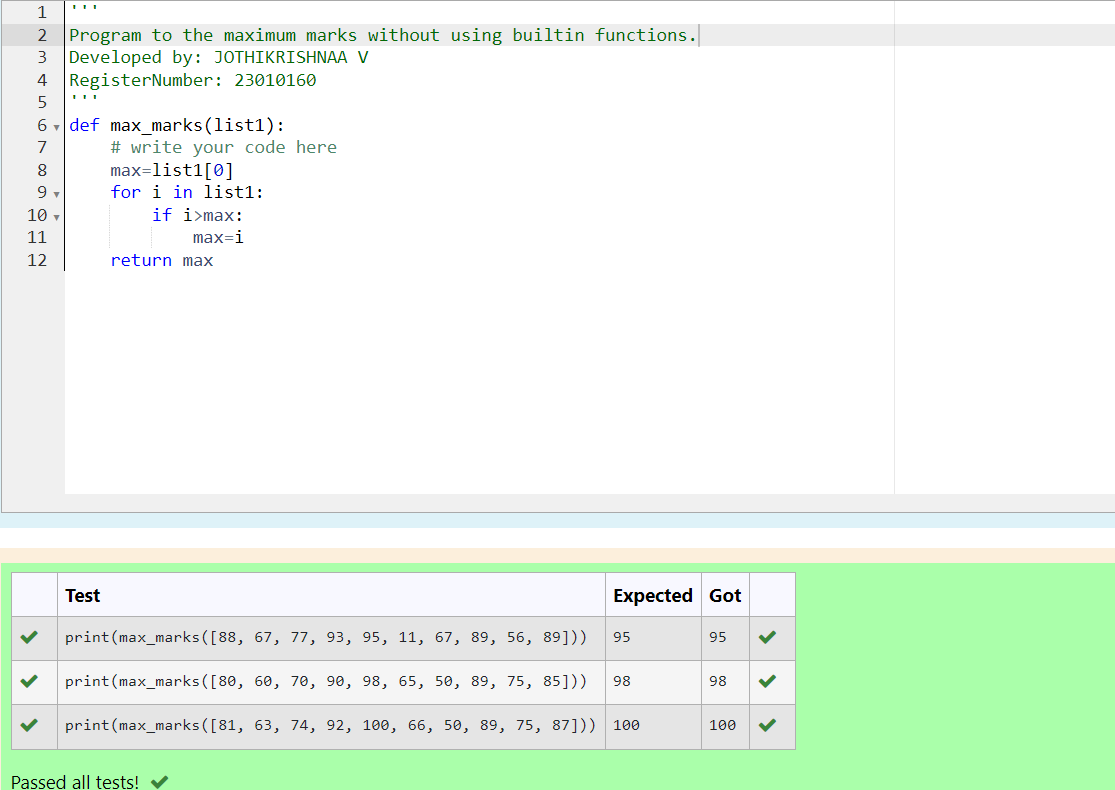 1 '''
2 Program to the maximum marks without using builtin functions.
3 Developed by: JOTHIKRISHNAA V
4 RegisterNumber: 23010160
5 '''
6 def max_marks(list1):
7     # write your code here
8     max=list1[0]
9     for i in list1:
10         if i>max:
11             max=i
12     return max
Test Expected Got
print(max_marks([88, 67, 77, 93, 95, 11, 67, 89, 56, 89])) 95 95
print(max_marks([80, 60, 70, 90, 98, 65, 50, 89, 75, 85])) 98 98
print(max_marks([81, 63, 74, 92, 100, 66, 50, 89, 75, 87])) 100 100
Passed all tests!